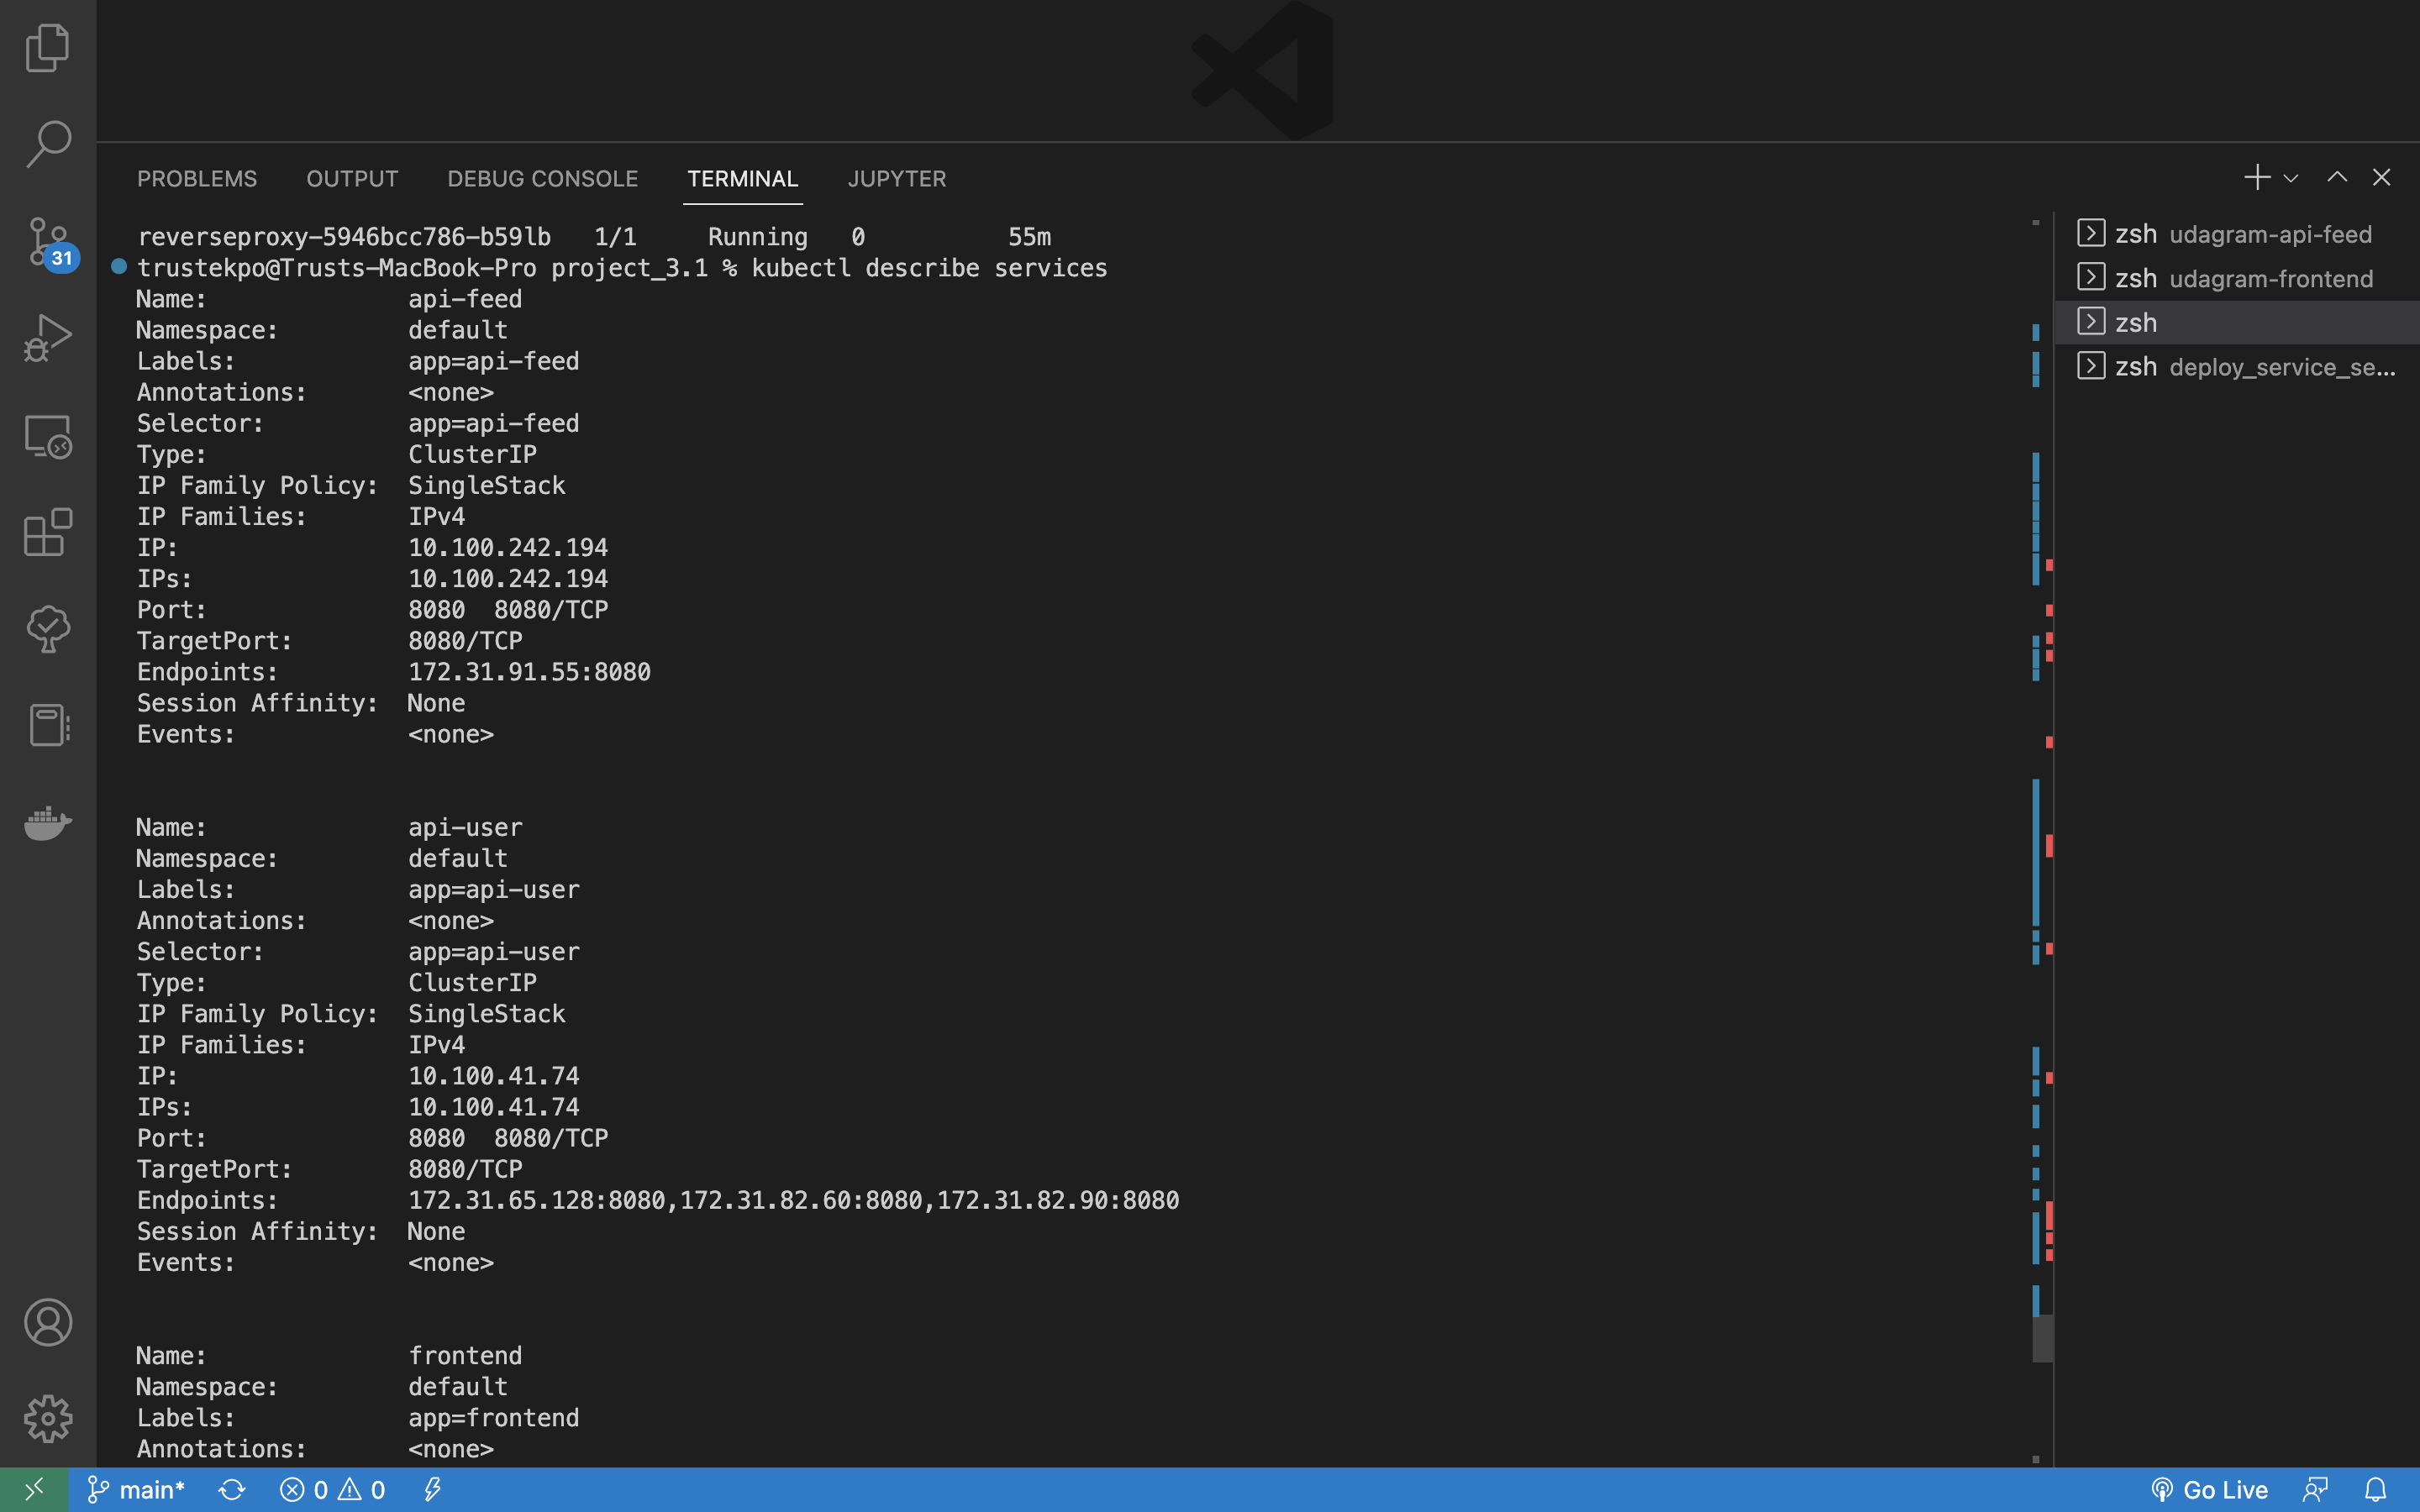 PROBLEMS OUTPUT DEBUG CONSOLE TERMINAL JUPYTER
reverseproxy-5946bcc786-b59lb 1/1 Running 0 55m
trustekpo@Trusts-MacBook-Pro project_3.1 % kubectl describe services
Name: api-feed
Namespace: default
Labels: app=api-feed
Annotations: <none>
Selector: app=api-feed
Type: ClusterIP
IP Family Policy: SingleStack
IP Families: IPv4
IP: 10.100.242.194
IPs: 10.100.242.194
Port: 8080 8080/TCP
TargetPort: 8080/TCP
Endpoints: 172.31.91.55:8080
Session Affinity: None
Events: <none>
Name: api-user
Namespace: default
Labels: app=api-user
Annotations: <none>
Selector: app=api-user
Type: ClusterIP
IP Family Policy: SingleStack
IP Families: IPv4
IP: 10.100.41.74
IPs: 10.100.41.74
Port: 8080 8080/TCP
TargetPort: 8080/TCP
Endpoints: 172.31.65.128:8080,172.31.82.60:8080,172.31.82.90:8080
Session Affinity: None
Events: <none>
Name: frontend
Namespace: default
Labels: app=frontend
Annotations: <none>
zsh udagram-api-feed
zsh udagram-frontend
zsh
zsh deploy_service_se...
31
main* 0 0 Go Live